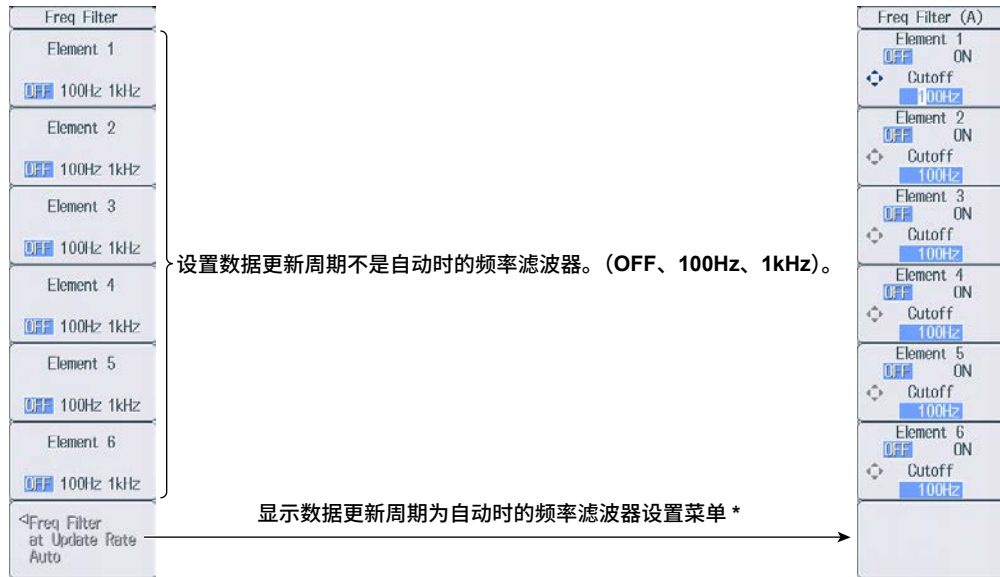 Freq Filter
Element 1
OFF 100Hz 1kHz
Element 2
OFF 100Hz 1kHz
Element 3
OFF 100Hz 1kHz
Element 4
OFF 100Hz 1kHz
Element 5
OFF 100Hz 1kHz
Element 6
OFF 100Hz 1kHz
Freq Filter
at Update Rate
Auto
设置数据更新周期不是自动时的频率滤波器。（OFF、100Hz、1kHz）。
显示数据更新周期为自动时的频率滤波器设置菜单 *
Freq Filter (A)
Element 1
OFF ON
Cutoff
100Hz
Element 2
OFF ON
Cutoff
100Hz
Element 3
OFF ON
Cutoff
100Hz
Element 4
OFF ON
Cutoff
100Hz
Element 5
OFF ON
Cutoff
100Hz
Element 6
OFF ON
Cutoff
100Hz